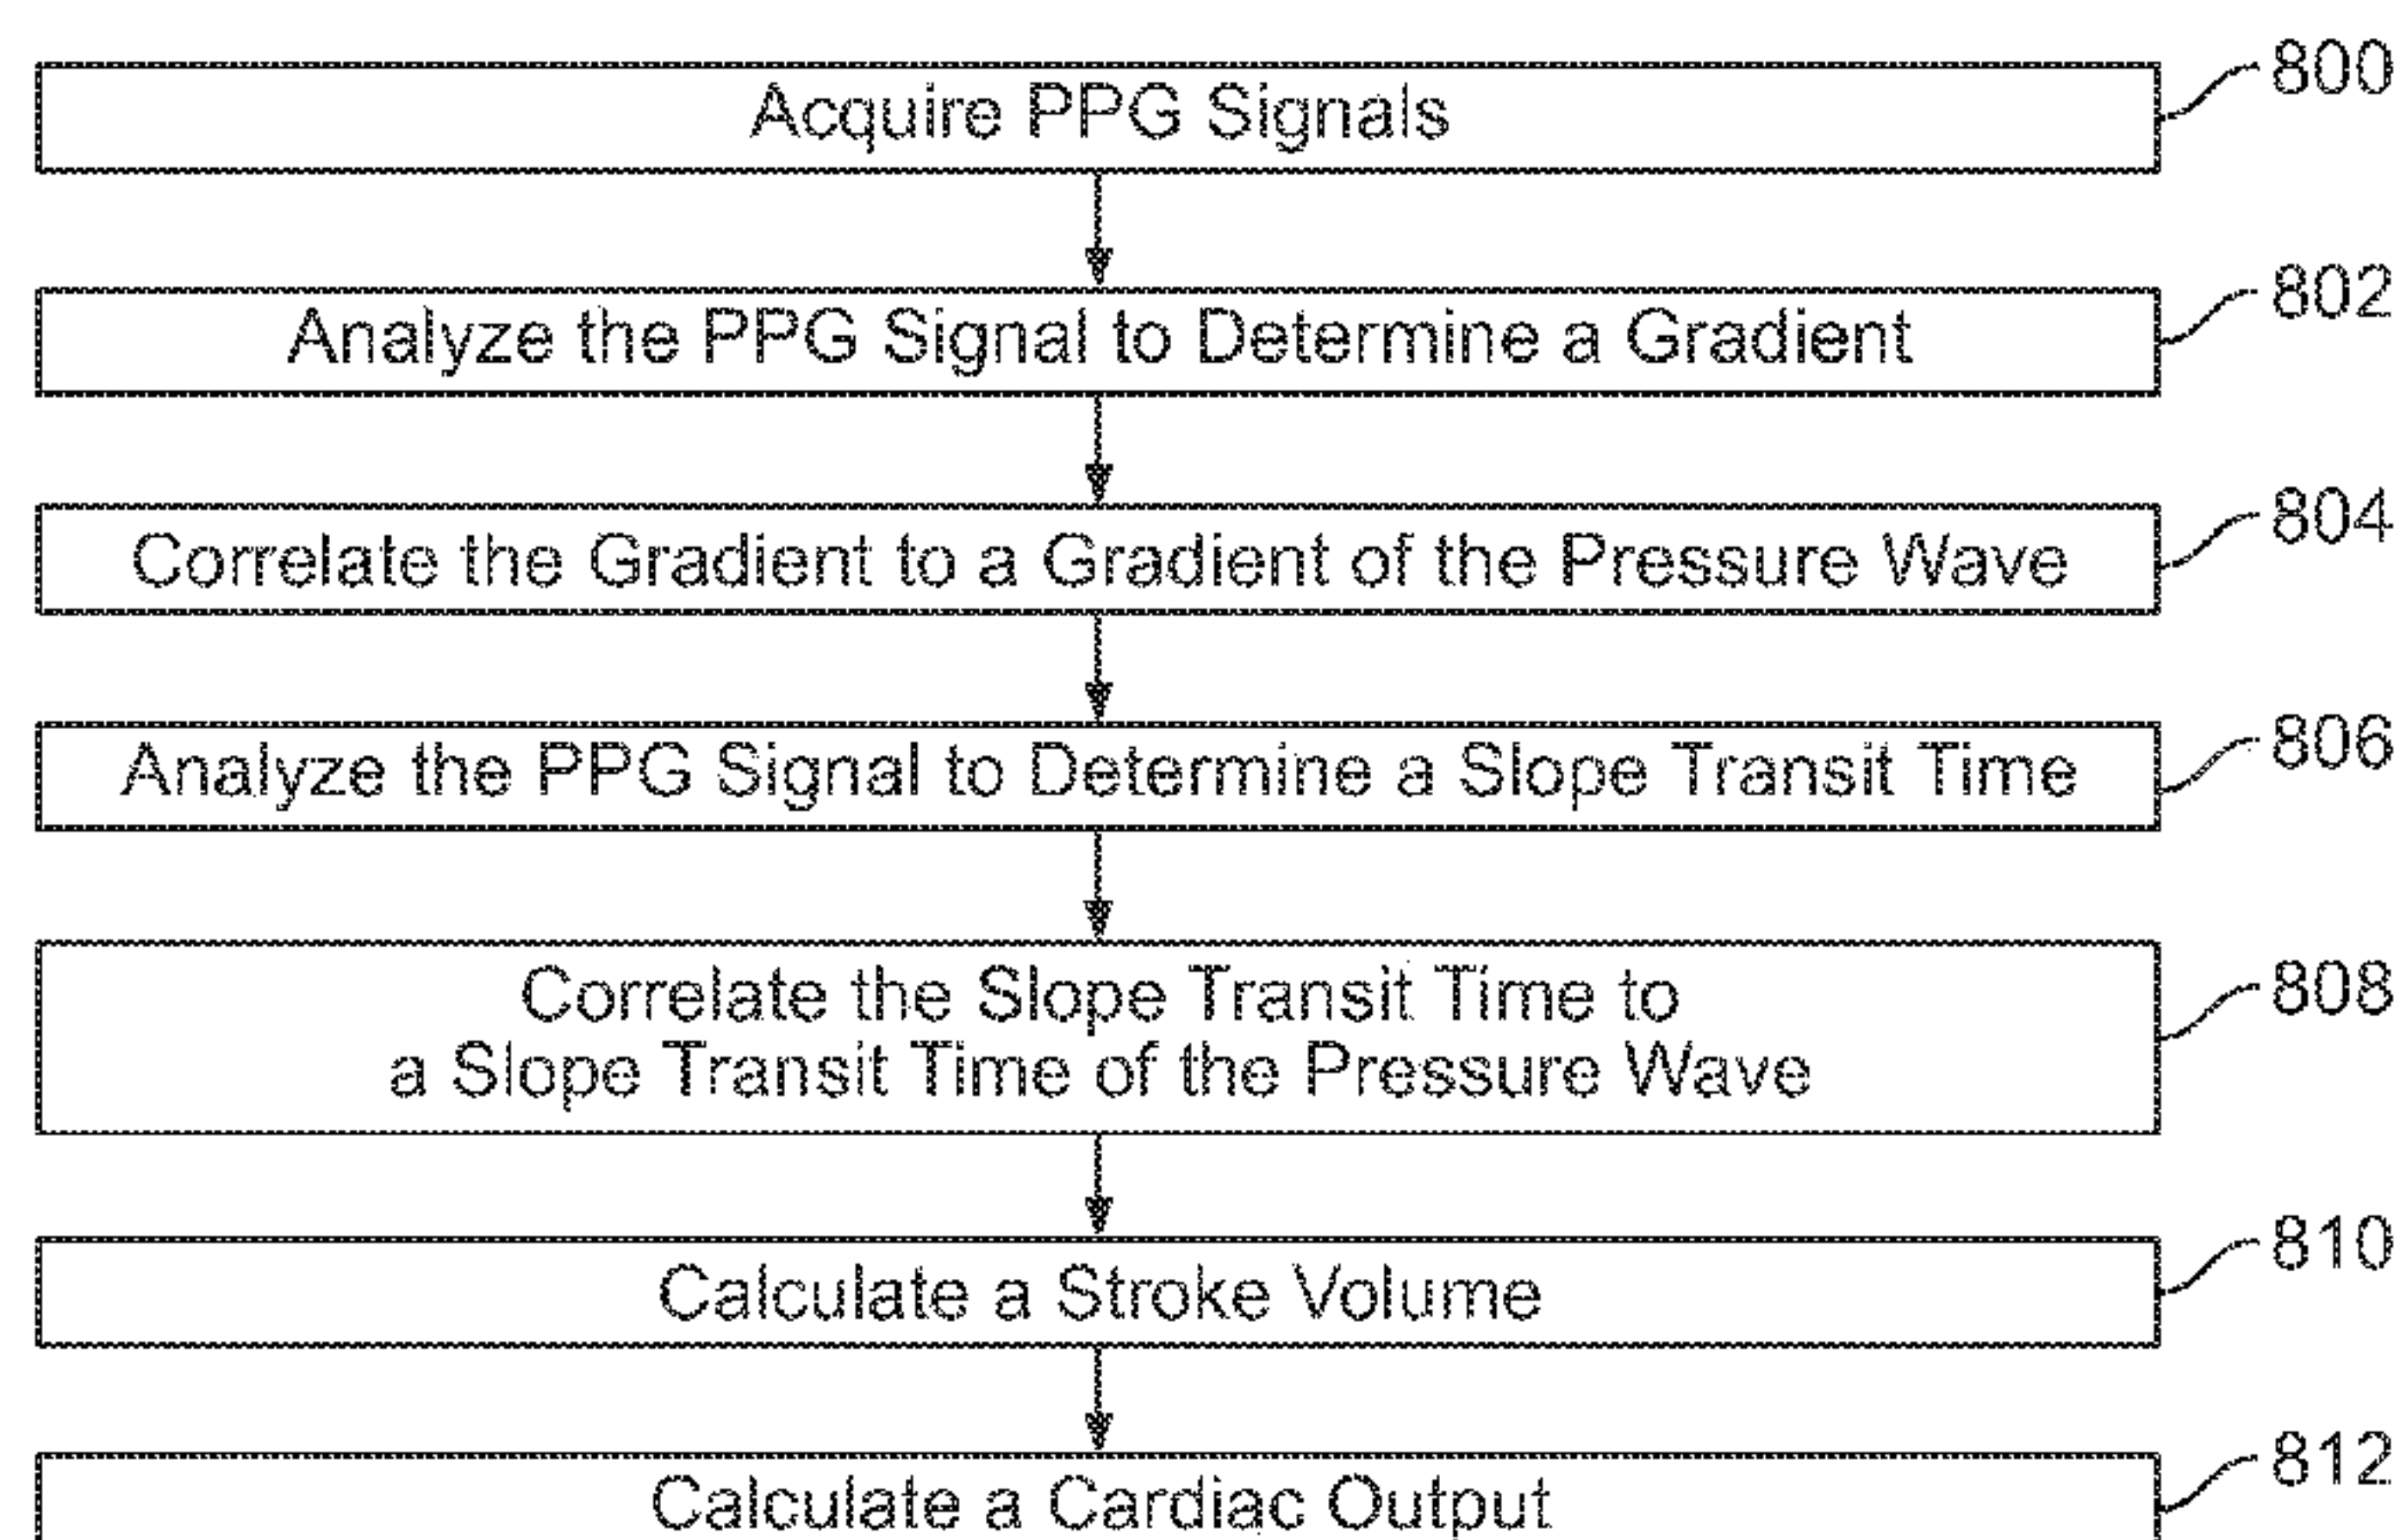 Acquire PPG Signals
800
Analyze the PPG Signal to Determine a Gradient
802
Correlate the Gradient to a Gradient of the Pressure Wave
804
Analyze the PPG Signal to Determine a Slope Transit Time
806
Correlate the Slope Transit Time to
a Slope Transit Time of the Pressure Wave
808
Calculate a Stroke Volume
810
Calculate a Cardiac Output
812